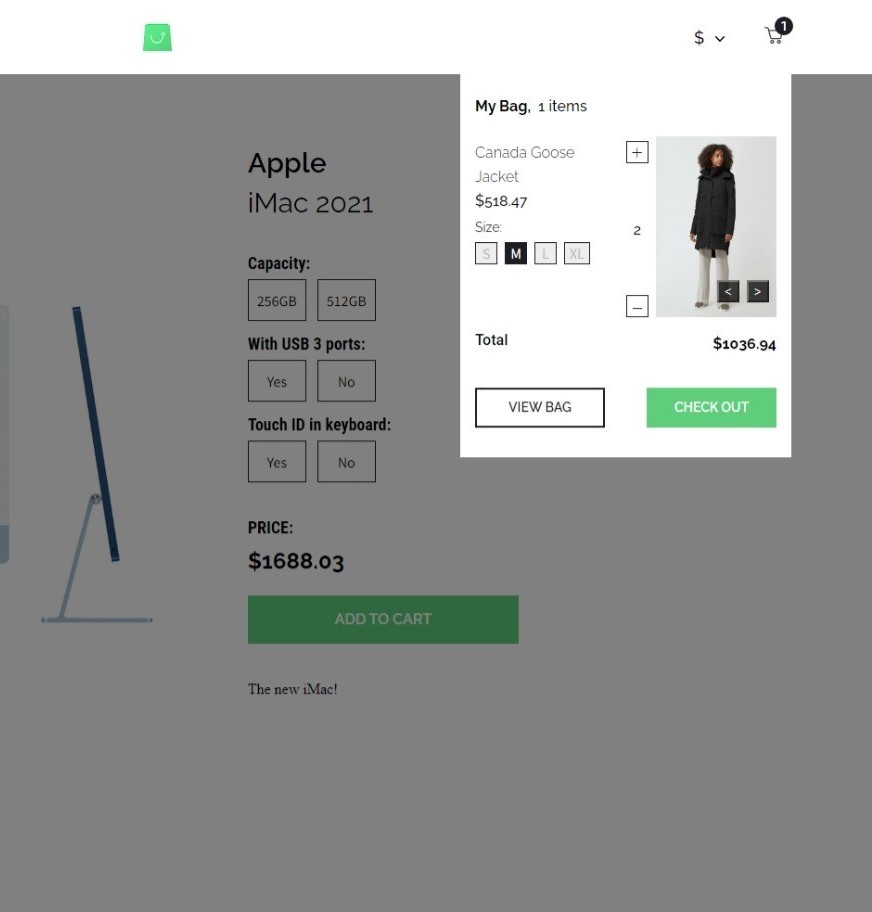 $
1
My Bag, 1 items
Canada Goose
Jacket
$518.47
Size:
S M L XL
+
2
–
< >
Total $1036.94
VIEW BAG CHECK OUT
Apple
iMac 2021
Capacity:
256GB 512GB
With USB 3 ports:
Yes No
Touch ID in keyboard:
Yes No
PRICE:
$1688.03
ADD TO CART
The new iMac!